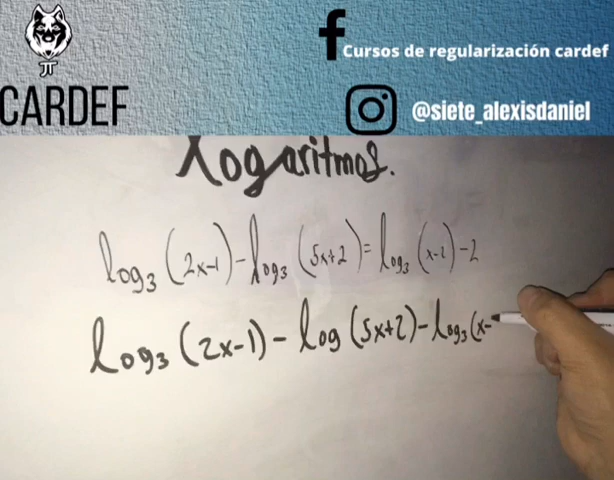 π
CARDEF
Cursos de regularización cardef
@siete_alexisdaniel
Logaritmos.
log₃ (2x-1) - log₃ (5x+2) = log₃ (x-2) - 2
log₃ (2x-1) - log (5x+2) - log₃ (x-